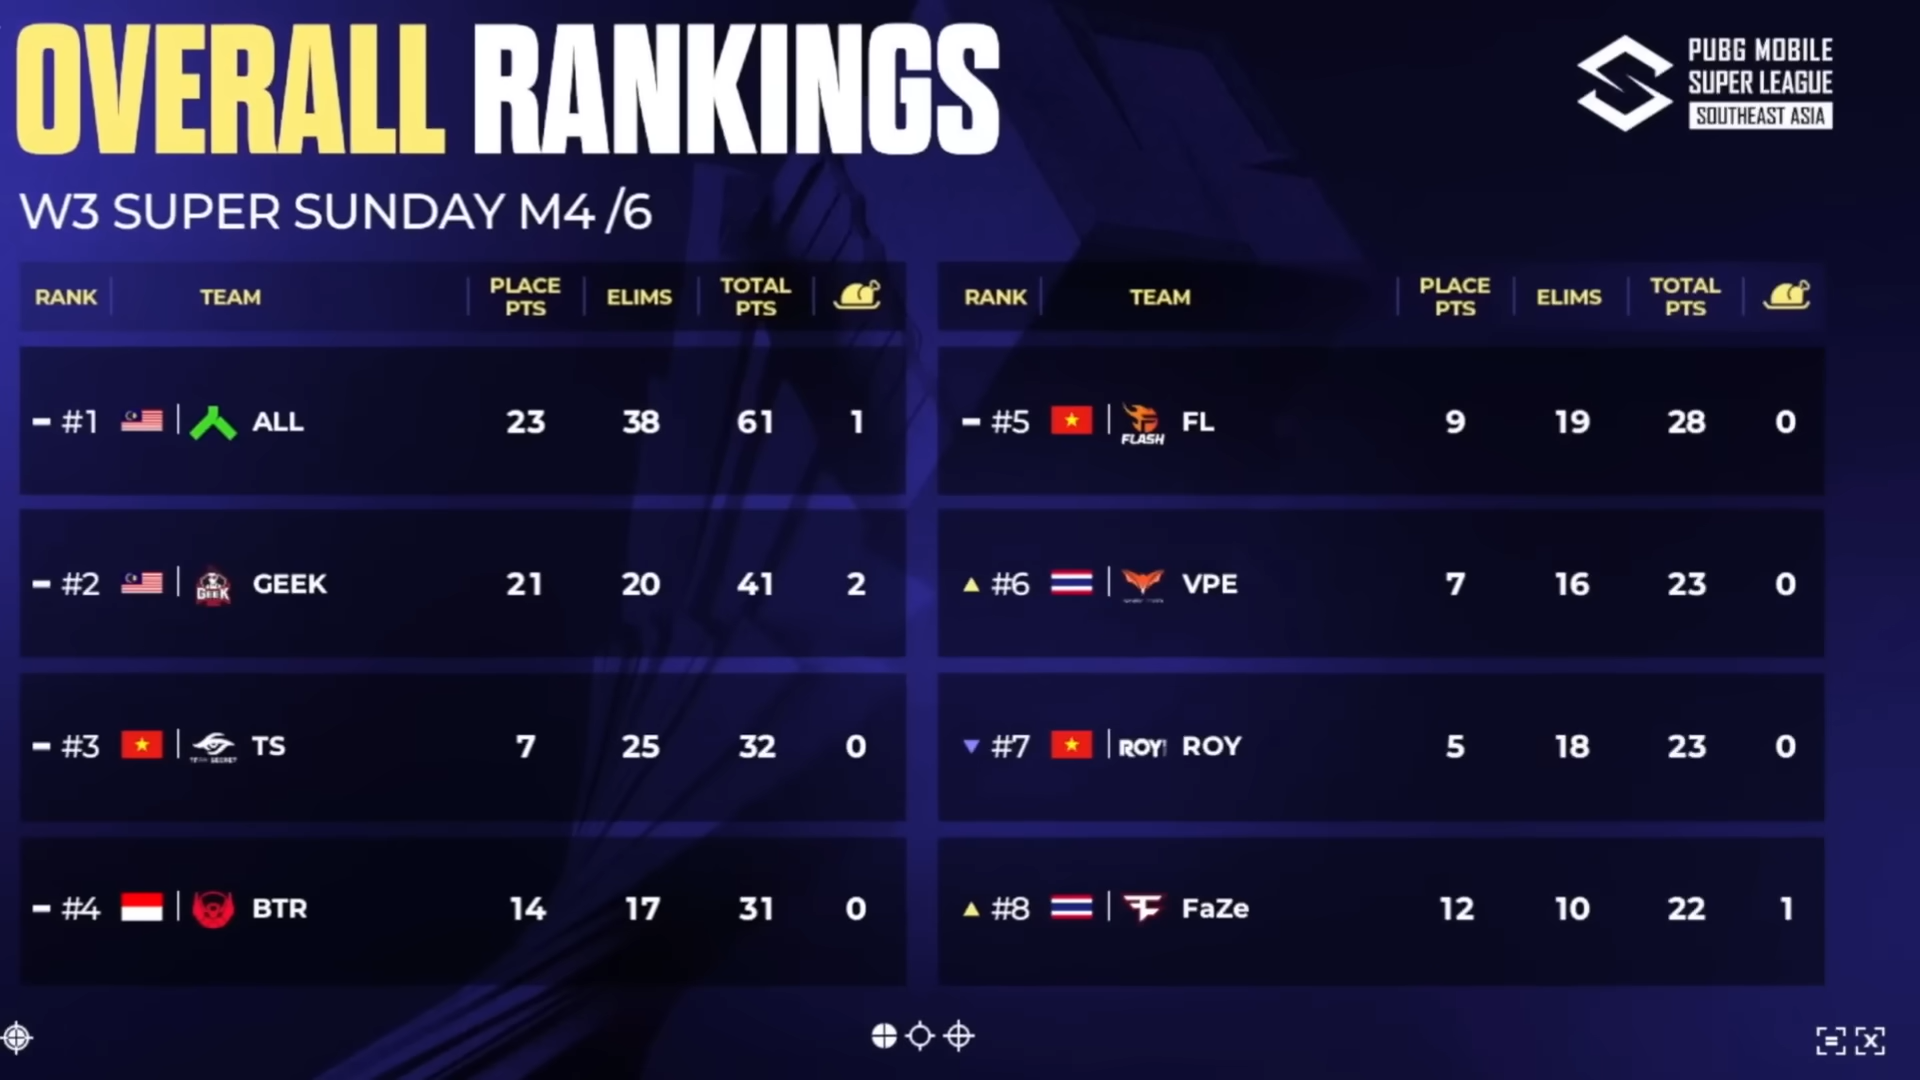 OVERALL RANKINGS
PUBG MOBILE
SUPER LEAGUE
SOUTHEAST ASIA
W3 SUPER SUNDAY M4 /6
RANK TEAM PLACE PTS ELIMS TOTAL PTS
#1 ALL 23 38 61 1
#2 GEEK GEEK 21 20 41 2
#3 TEAM SECRET TS 7 25 32 0
#4 BTR 14 17 31 0
RANK TEAM PLACE PTS ELIMS TOTAL PTS
#5 FLASH FL 9 19 28 0
#6 VPE 7 16 23 0
#7 ROY ROY 5 18 23 0
#8 FaZe 12 10 22 1